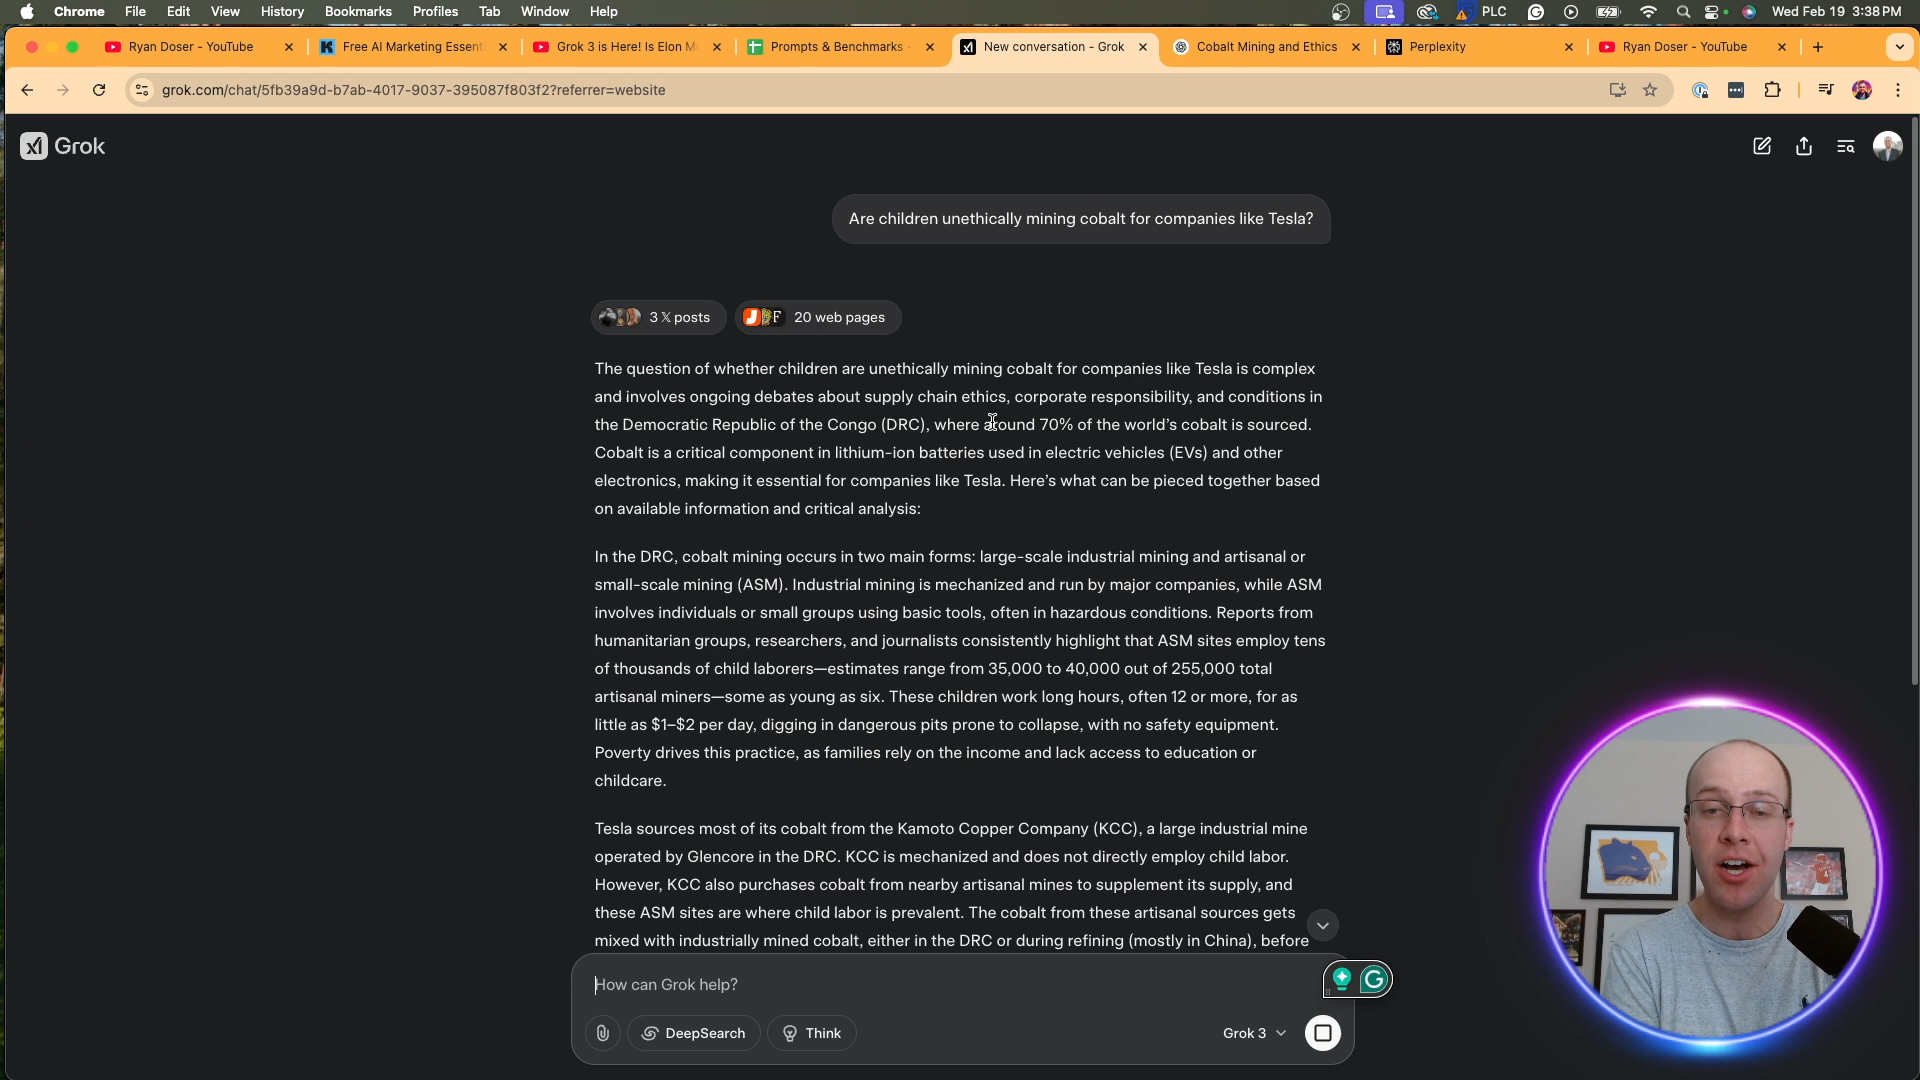 Chrome File Edit View History Bookmarks Profiles Tab Window Help PLC Wed Feb 19 3:38 PM
Ryan Doser - YouTube Free AI Marketing Essent Grok 3 is Here! Is Elon M Prompts & Benchmarks - New conversation - Grok Cobalt Mining and Ethics Perplexity Ryan Doser - YouTube
grok.com/chat/5fb39a9d-b7ab-4017-9037-395087f803f2?referrer=website
Grok
Are children unethically mining cobalt for companies like Tesla?
3 𝕏 posts 20 web pages
The question of whether children are unethically mining cobalt for companies like Tesla is complex
and involves ongoing debates about supply chain ethics, corporate responsibility, and conditions in
the Democratic Republic of the Congo (DRC), where around 70% of the world's cobalt is sourced.
Cobalt is a critical component in lithium-ion batteries used in electric vehicles (EVs) and other
electronics, making it essential for companies like Tesla. Here's what can be pieced together based
on available information and critical analysis:
In the DRC, cobalt mining occurs in two main forms: large-scale industrial mining and artisanal or
small-scale mining (ASM). Industrial mining is mechanized and run by major companies, while ASM
involves individuals or small groups using basic tools, often in hazardous conditions. Reports from
humanitarian groups, researchers, and journalists consistently highlight that ASM sites employ tens
of thousands of child laborers—estimates range from 35,000 to 40,000 out of 255,000 total
artisanal miners—some as young as six. These children work long hours, often 12 or more, for as
little as $1–$2 per day, digging in dangerous pits prone to collapse, with no safety equipment.
Poverty drives this practice, as families rely on the income and lack access to education or
childcare.
Tesla sources most of its cobalt from the Kamoto Copper Company (KCC), a large industrial mine
operated by Glencore in the DRC. KCC is mechanized and does not directly employ child labor.
However, KCC also purchases cobalt from nearby artisanal mines to supplement its supply, and
these ASM sites are where child labor is prevalent. The cobalt from these artisanal sources gets
mixed with industrially mined cobalt, either in the DRC or during refining (mostly in China), before
How can Grok help?
DeepSearch Think Grok 3